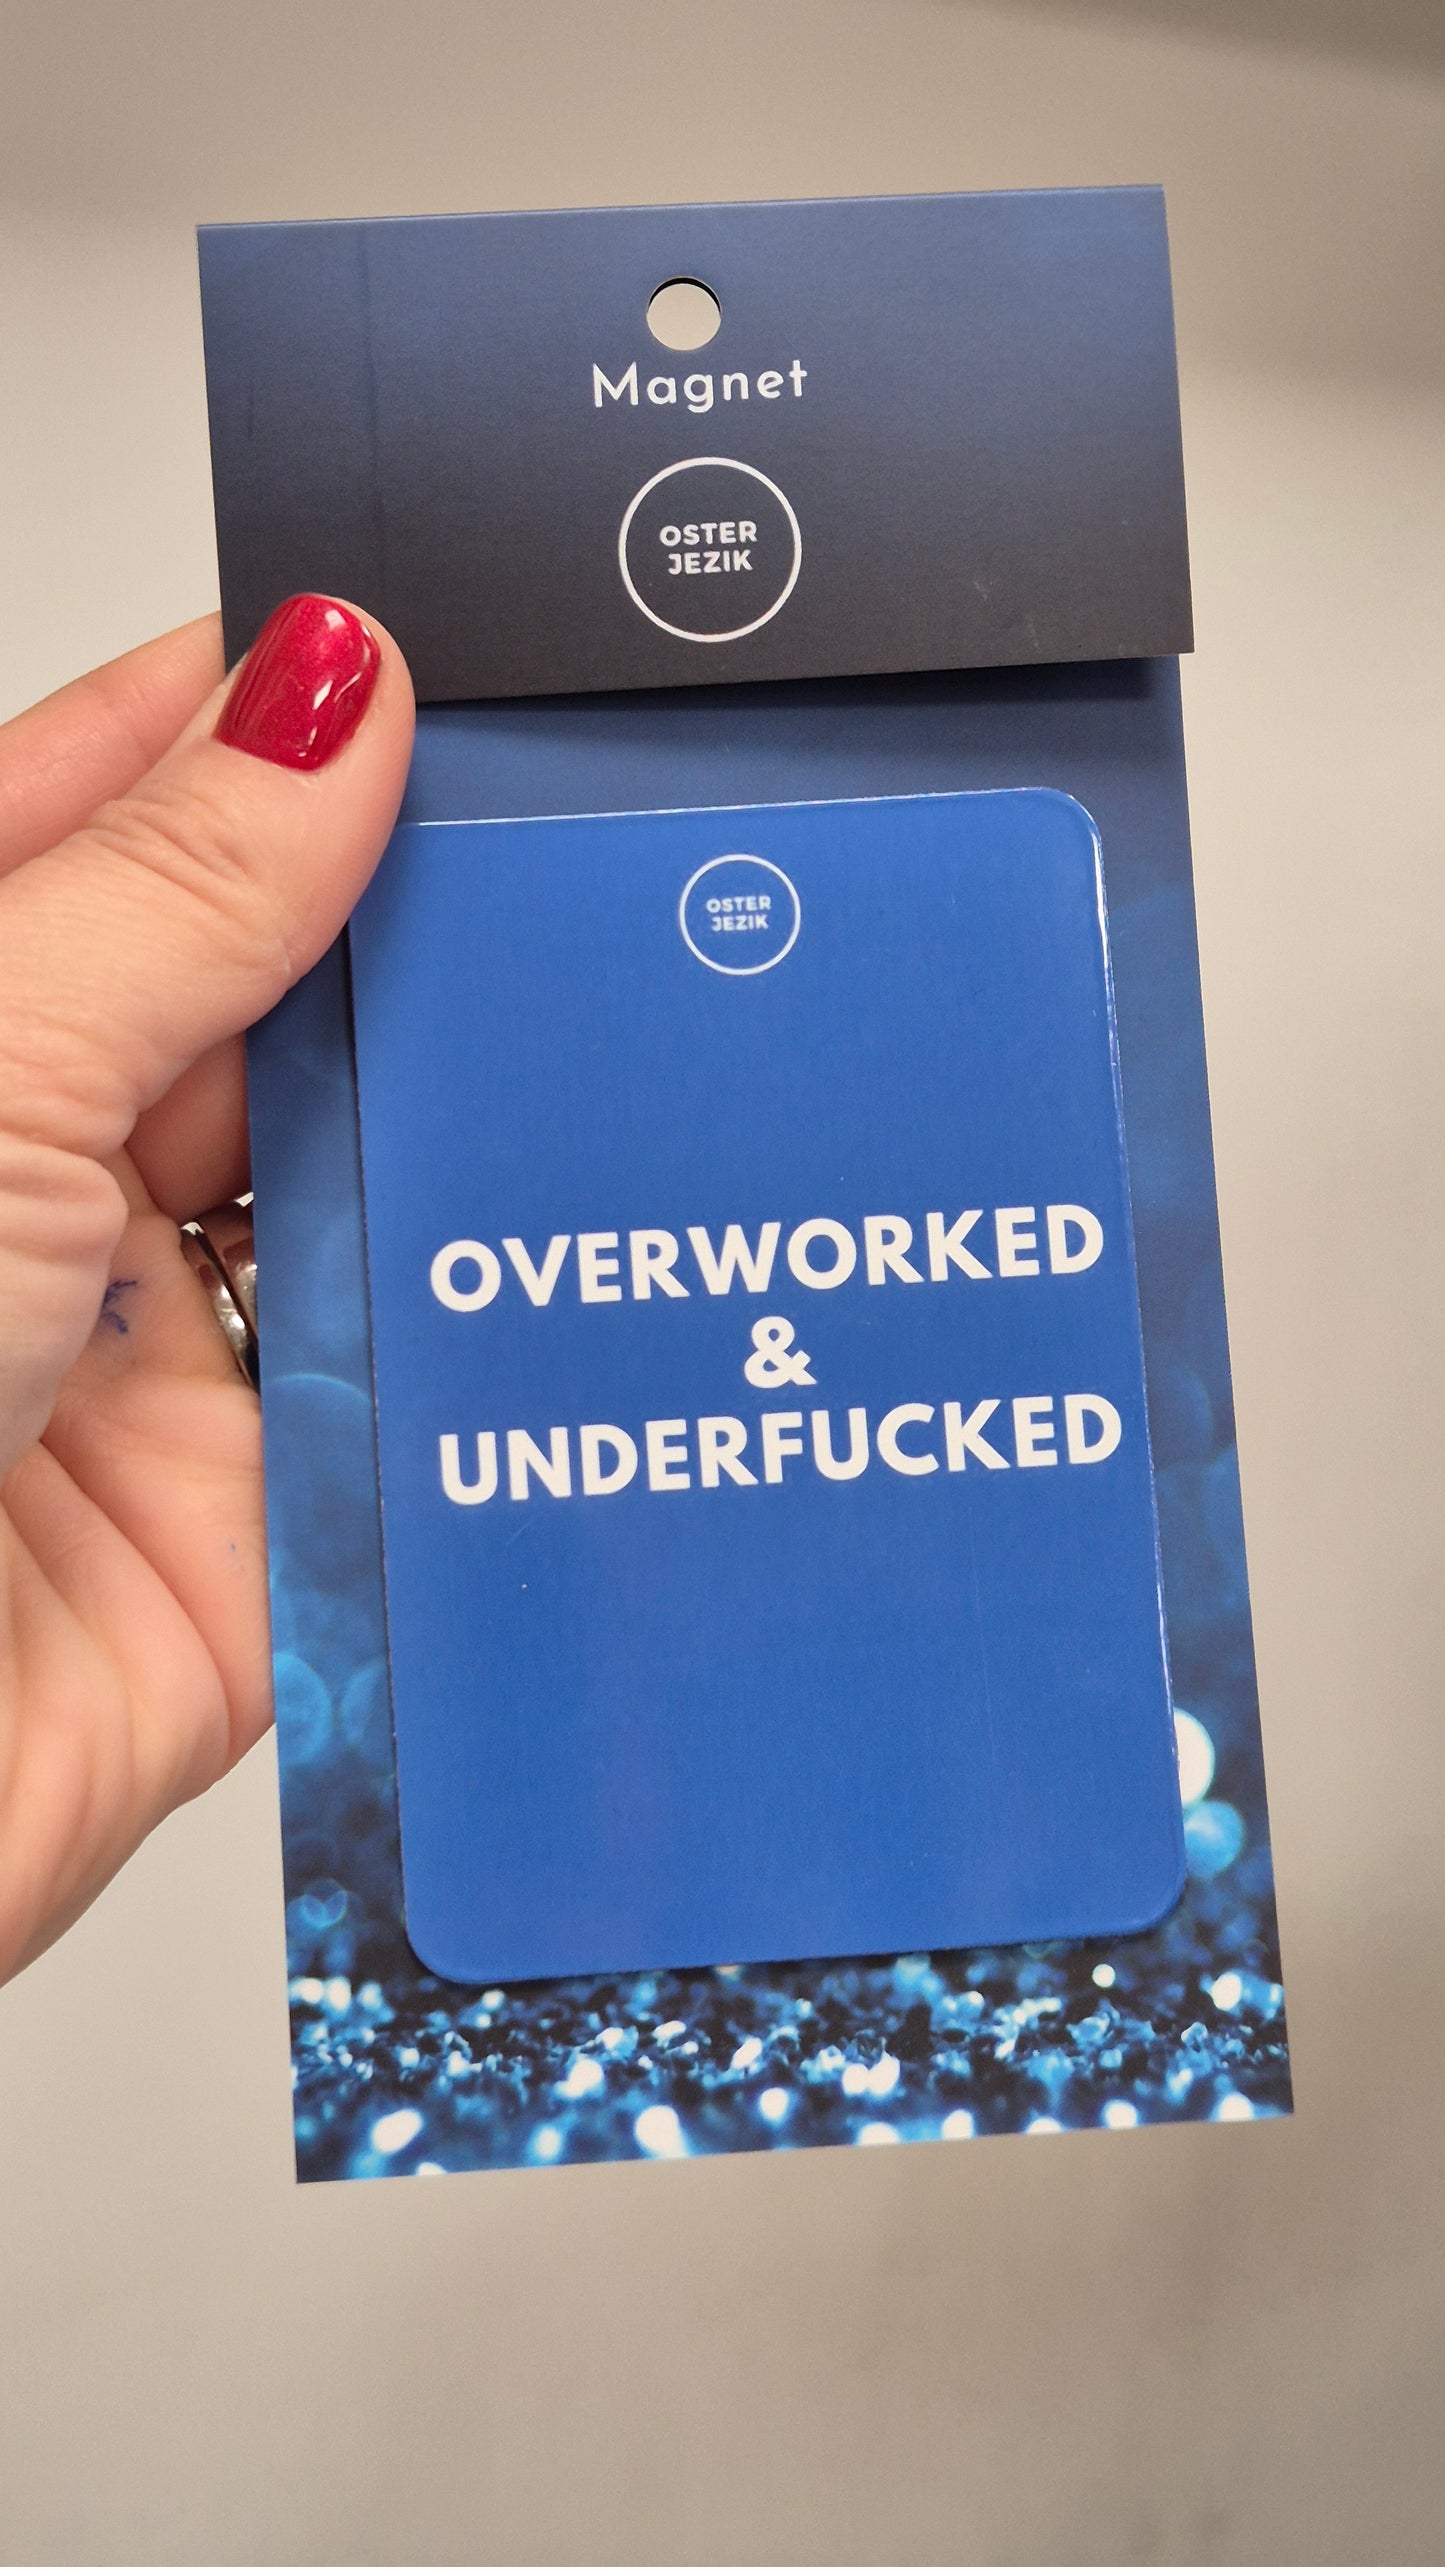 Magnet
OSTER
JEZIK
OSTER
JEZIK
OVERWORKED
&
UNDERFUCKED